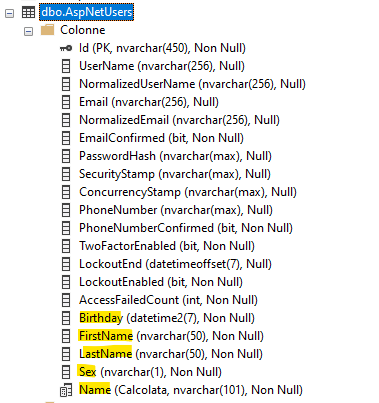 dbo.AspNetUsers
Colonne
Id (PK, nvarchar(450), Non Null)
UserName (nvarchar(256), Null)
NormalizedUserName (nvarchar(256), Null)
Email (nvarchar(256), Null)
NormalizedEmail (nvarchar(256), Null)
EmailConfirmed (bit, Non Null)
PasswordHash (nvarchar(max), Null)
SecurityStamp (nvarchar(max), Null)
ConcurrencyStamp (nvarchar(max), Null)
PhoneNumber (nvarchar(max), Null)
PhoneNumberConfirmed (bit, Non Null)
TwoFactorEnabled (bit, Non Null)
LockoutEnd (datetimeoffset(7), Null)
LockoutEnabled (bit, Non Null)
AccessFailedCount (int, Non Null)
Birthday (datetime2(7), Non Null)
FirstName (nvarchar(50), Non Null)
LastName (nvarchar(50), Non Null)
Sex (nvarchar(1), Non Null)
Name (Calcolata, nvarchar(101), Non Null)